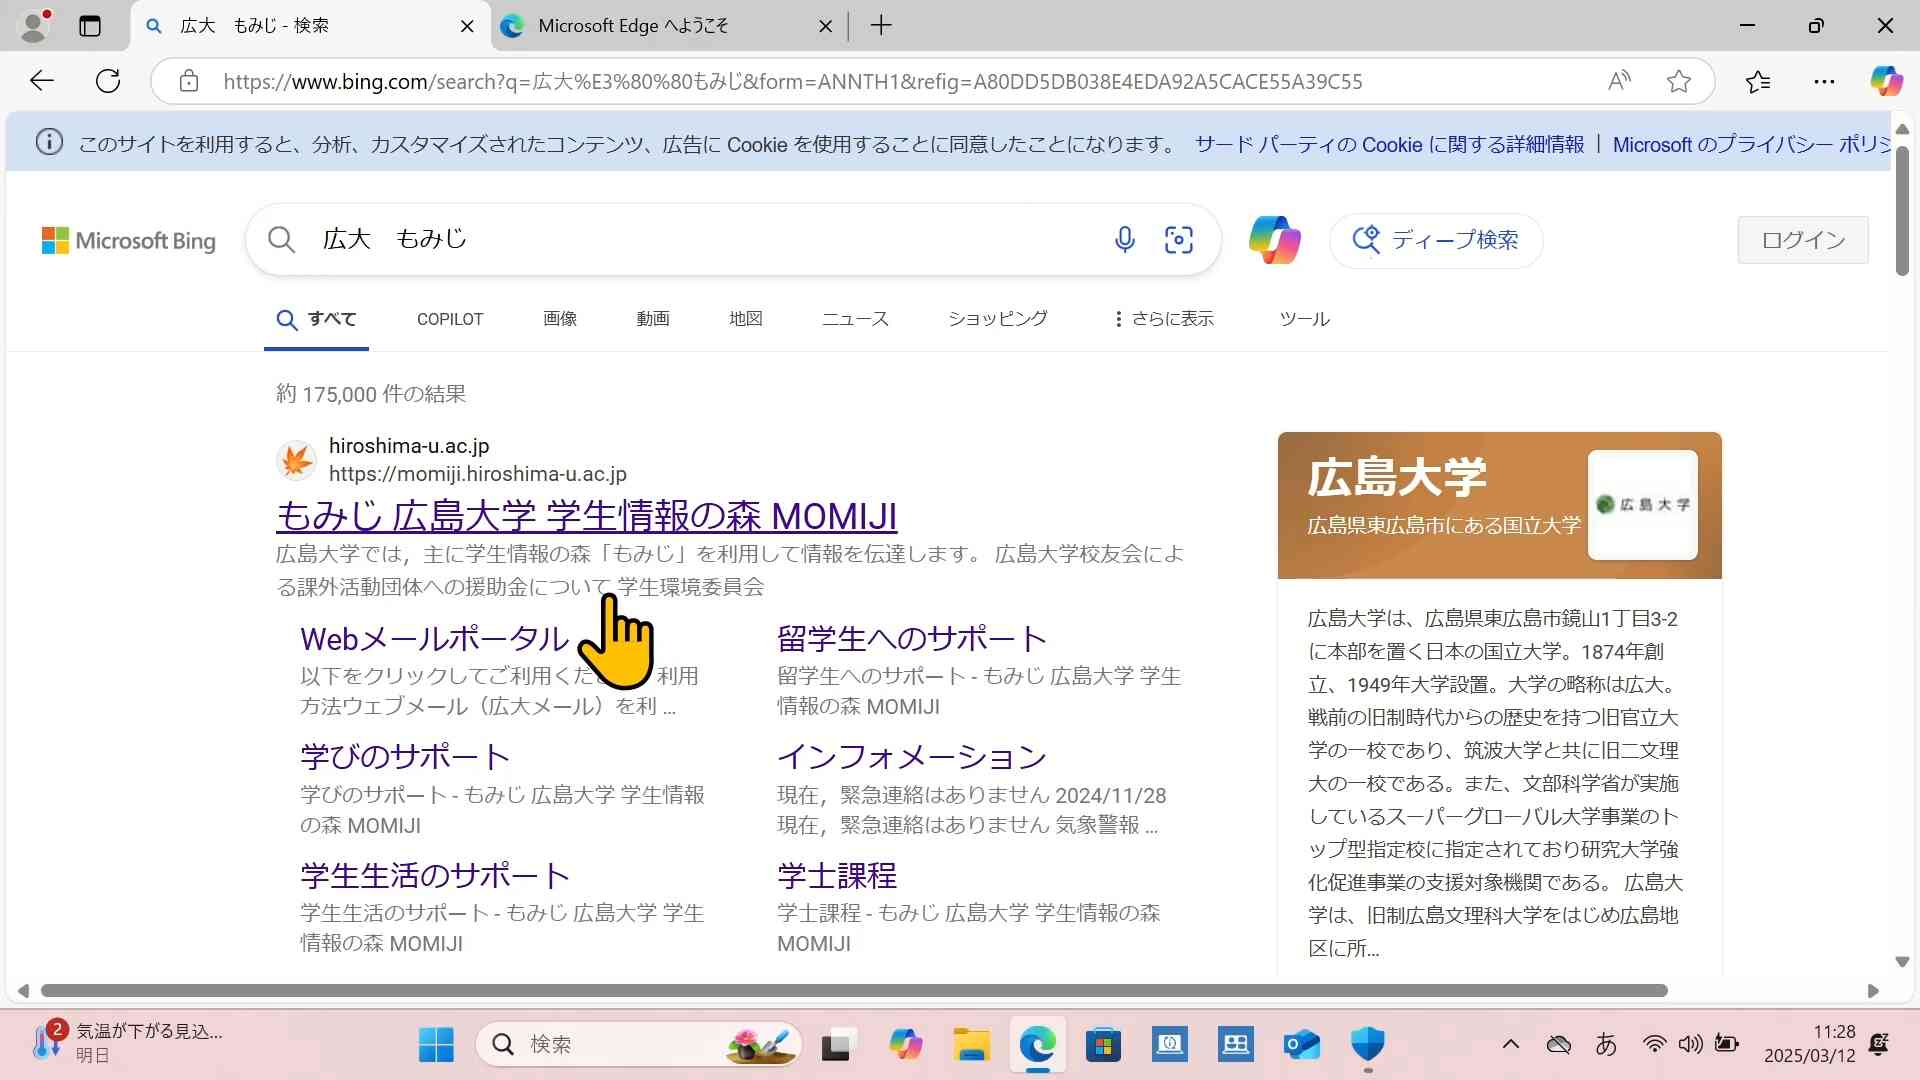 広大　もみじ - 検索
Microsoft Edge へようこそ
https://www.bing.com/search?q=広大%E3%80%80もみじ&form=ANNTH1&refig=A80DD5DB038E4EDA92A5CACE55A39C55
このサイトを利用すると、分析、カスタマイズされたコンテンツ、広告に Cookie を使用することに同意したことになります。 サード パーティの Cookie に関する詳細情報 | Microsoft のプライバシー ポリシ
Microsoft Bing
広大　もみじ
ディープ検索
ログイン
すべて
COPILOT
画像
動画
地図
ニュース
ショッピング
さらに表示
ツール
約 175,000 件の結果
hiroshima-u.ac.jp
https://momiji.hiroshima-u.ac.jp
もみじ 広島大学 学生情報の森 MOMIJI
広島大学では，主に学生情報の森「もみじ」を利用して情報を伝達します。 広島大学校友会によ
る課外活動団体への援助金について 学生環境委員会
Webメールポータル
以下をクリックしてご利用くだ 利用
方法ウェブメール（広大メール）を利 ...
留学生へのサポート
留学生へのサポート - もみじ 広島大学 学生
情報の森 MOMIJI
学びのサポート
学びのサポート - もみじ 広島大学 学生情報
の森 MOMIJI
インフォメーション
現在，緊急連絡はありません 2024/11/28
現在，緊急連絡はありません 気象警報 ...
学生生活のサポート
学生生活のサポート - もみじ 広島大学 学生
情報の森 MOMIJI
学士課程
学士課程 - もみじ 広島大学 学生情報の森
MOMIJI
広島大学
広島県東広島市にある国立大学
広島大学
広島大学は、広島県東広島市鏡山1丁目3-2
に本部を置く日本の国立大学。1874年創
立、1949年大学設置。大学の略称は広大。
戦前の旧制時代からの歴史を持つ旧官立大
学の一校であり、筑波大学と共に旧二文理
大の一校である。また、文部科学省が実施
しているスーパーグローバル大学事業のト
ップ型指定校に指定されており研究大学強
化促進事業の支援対象機関である。 広島大
学は、旧制広島文理科大学をはじめ広島地
区に所...
2
気温が下がる見込...
明日
検索
あ
11:28
2025/03/12